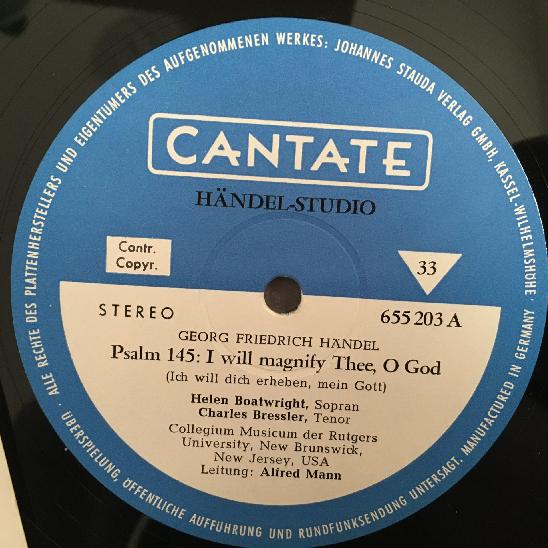 ALLE RECHTE DES PLATTENHERSTELLERS UND EIGENTÜMERS DES AUFGENOMMENEN WERKES: JOHANNES STAUDA VERLAG GMBH, KASSEL-WILHELMSHÖHE ·
CANTATE
HÄNDEL-STUDIO
Contr.
Copyr.
33
STEREO
655 203 A
GEORG FRIEDRICH HÄNDEL
Psalm 145: I will magnify Thee, O God
(Ich will dich erheben, mein Gott)
Helen Boatwright, Sopran
Charles Bressler, Tenor
Collegium Musicum der Rutgers
University, New Brunswick,
New Jersey, USA
Leitung: Alfred Mann
· ÜBERSPIELUNG, ÖFFENTLICHE AUFFÜHRUNG UND RUNDFUNKSENDUNG UNTERSAGT. MANUFACTURED IN GERMANY